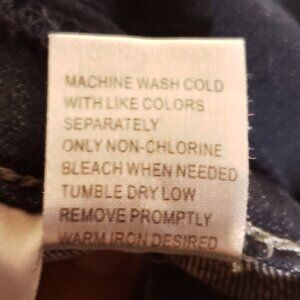 MACHINE WASH COLD
WITH LIKE COLORS
SEPARATELY
ONLY NON-CHLORINE
BLEACH WHEN NEEDED
TUMBLE DRY LOW
REMOVE PROMPTLY
WARM IRON DESIRED